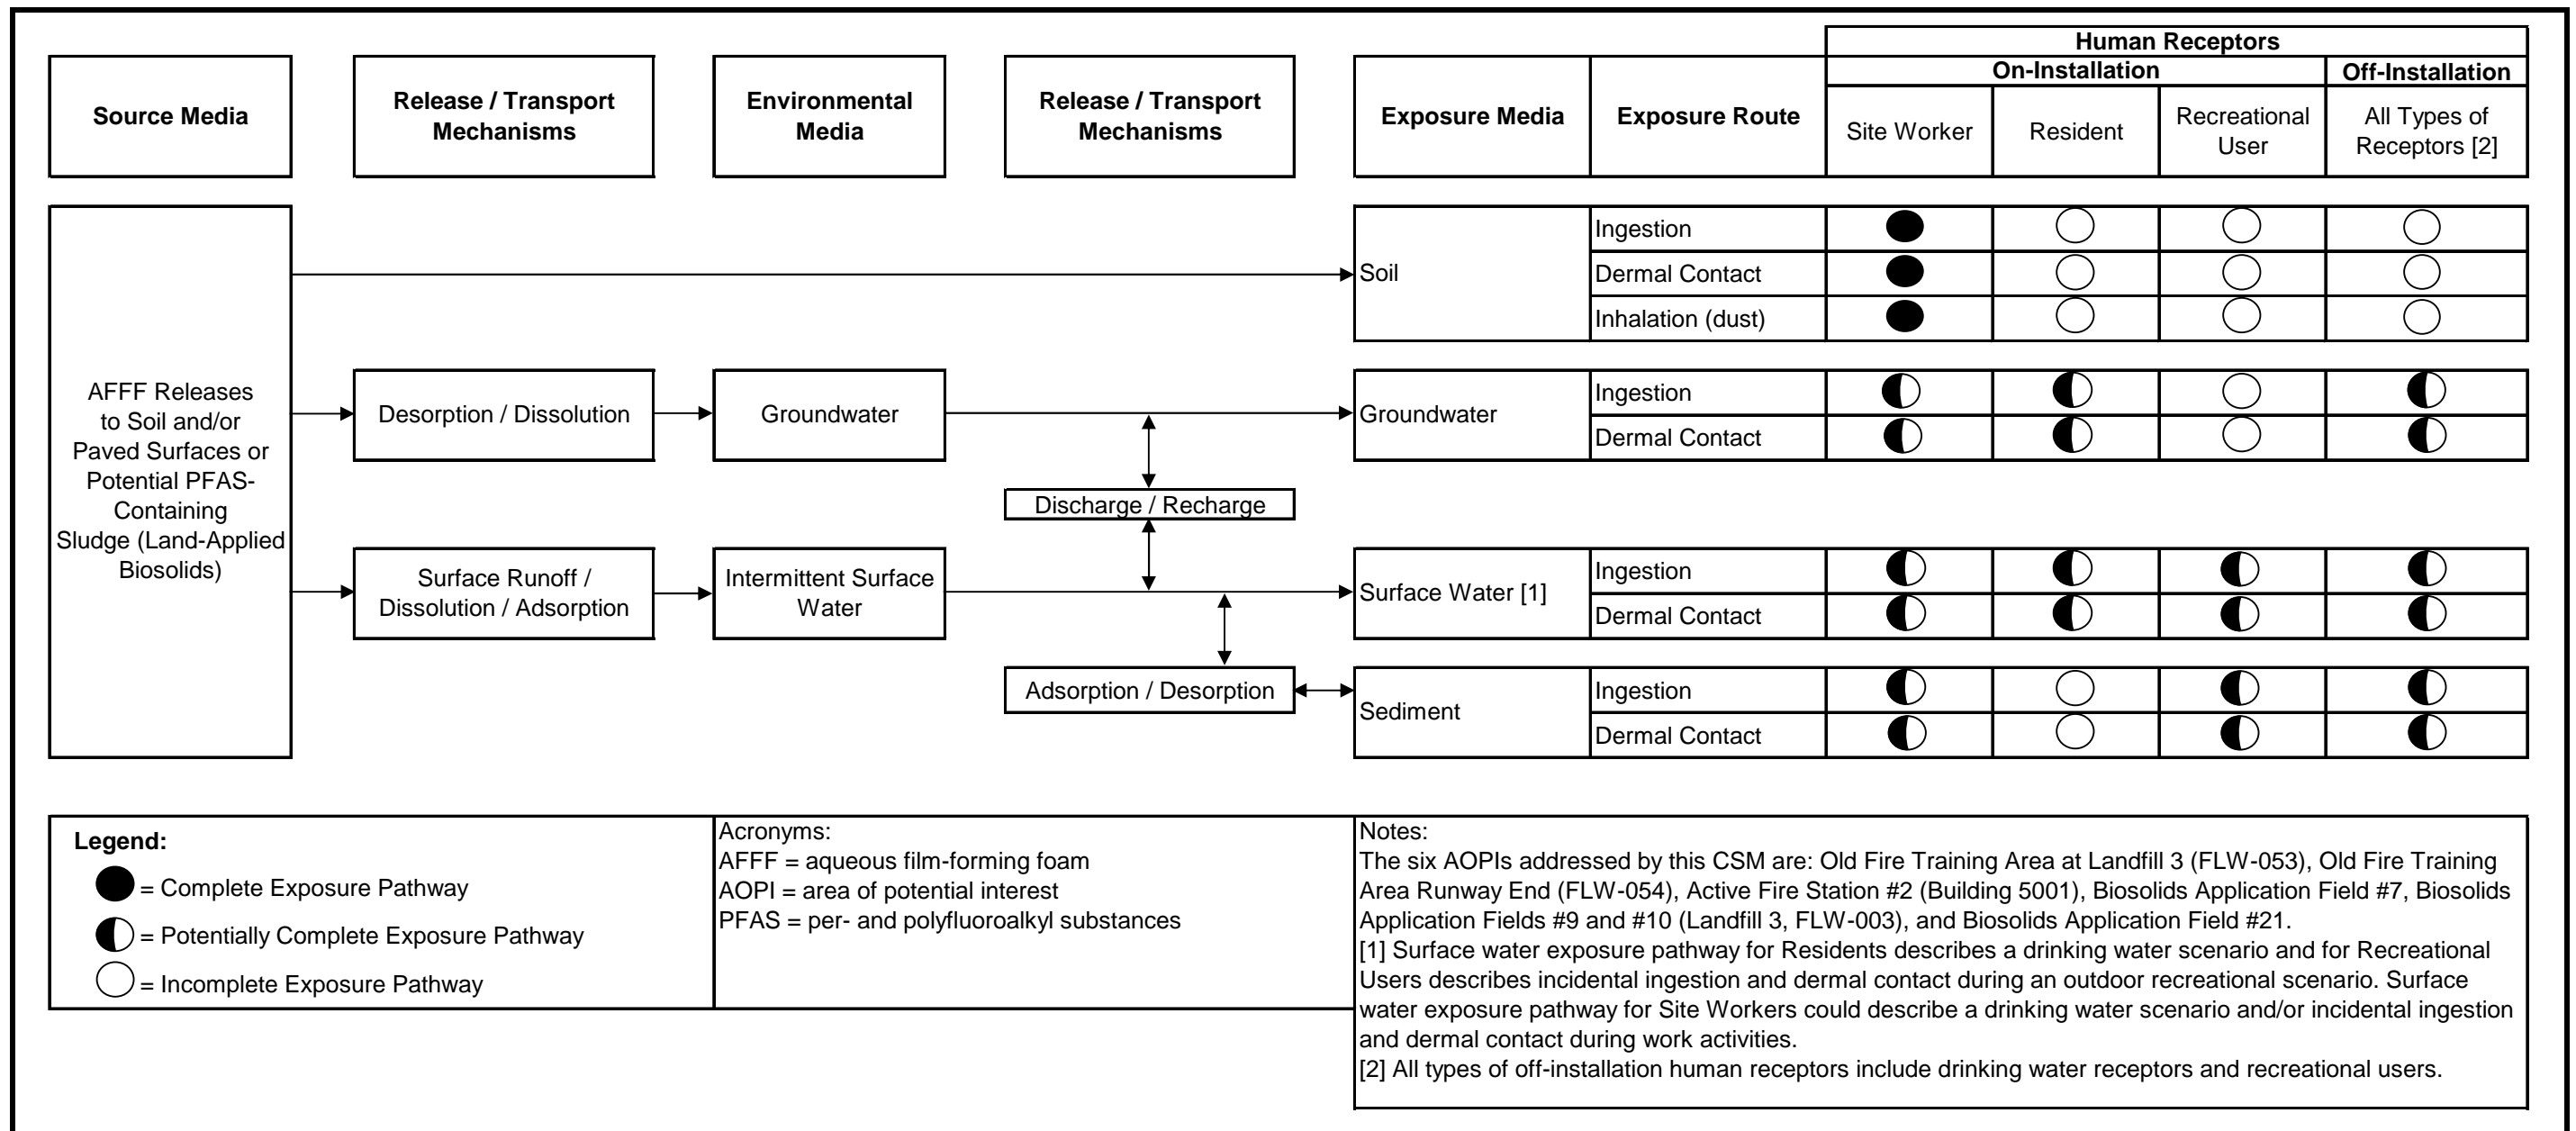 Human Receptors
On-Installation
Off-Installation
Source Media
Release / Transport
Mechanisms
Environmental
Media
Release / Transport
Mechanisms
Exposure Media
Exposure Route
Site Worker
Resident
Recreational
User
All Types of
Receptors [2]
AFFF Releases
to Soil and/or
Paved Surfaces or
Potential PFAS-
Containing
Sludge (Land-Applied
Biosolids)
Soil
Ingestion
Dermal Contact
Inhalation (dust)
Desorption / Dissolution
Groundwater
Groundwater
Ingestion
Dermal Contact
Discharge / Recharge
Surface Runoff /
Dissolution / Adsorption
Intermittent Surface
Water
Surface Water [1]
Ingestion
Dermal Contact
Adsorption / Desorption
Sediment
Ingestion
Dermal Contact
Legend:
= Complete Exposure Pathway
= Potentially Complete Exposure Pathway
= Incomplete Exposure Pathway
Acronyms:
AFFF = aqueous film-forming foam
AOPI = area of potential interest
PFAS = per- and polyfluoroalkyl substances
Notes:
The six AOPIs addressed by this CSM are: Old Fire Training Area at Landfill 3 (FLW-053), Old Fire Training
Area Runway End (FLW-054), Active Fire Station #2 (Building 5001), Biosolids Application Field #7, Biosolids
Application Fields #9 and #10 (Landfill 3, FLW-003), and Biosolids Application Field #21.
[1] Surface water exposure pathway for Residents describes a drinking water scenario and for Recreational
Users describes incidental ingestion and dermal contact during an outdoor recreational scenario. Surface
water exposure pathway for Site Workers could describe a drinking water scenario and/or incidental ingestion
and dermal contact during work activities.
[2] All types of off-installation human receptors include drinking water receptors and recreational users.